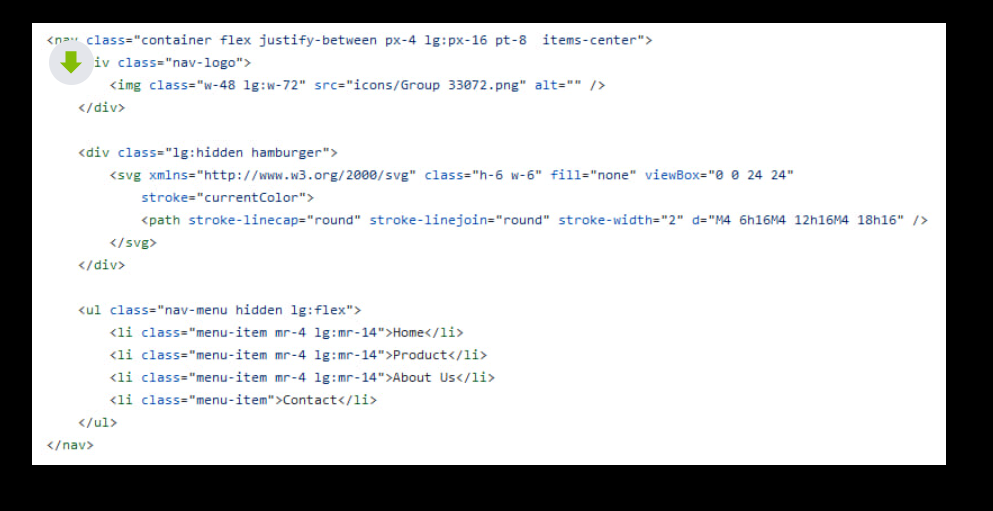 <nav class="container flex justify-between px-4 lg:px-16 pt-8  items-center">
iv class="nav-logo">
<img class="w-48 lg:w-72" src="icons/Group 33072.png" alt="" />
</div>
<div class="lg:hidden hamburger">
<svg xmlns="http://www.w3.org/2000/svg" class="h-6 w-6" fill="none" viewBox="0 0 24 24"
stroke="currentColor">
<path stroke-linecap="round" stroke-linejoin="round" stroke-width="2" d="M4 6h16M4 12h16M4 18h16" />
</svg>
</div>
<ul class="nav-menu hidden lg:flex">
<li class="menu-item mr-4 lg:mr-14">Home</li>
<li class="menu-item mr-4 lg:mr-14">Product</li>
<li class="menu-item mr-4 lg:mr-14">About Us</li>
<li class="menu-item">Contact</li>
</ul>
</nav>